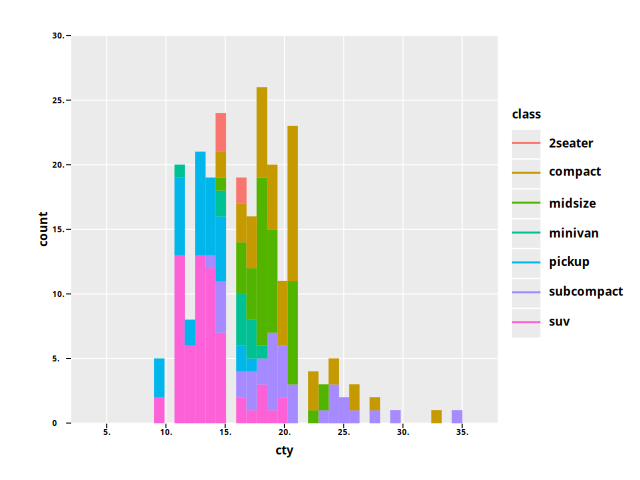 30.
25.
20.
15.
10.
5.
0
count
5.
10.
15.
20.
25.
30.
35.
cty
class
2seater
compact
midsize
minivan
pickup
subcompact
suv